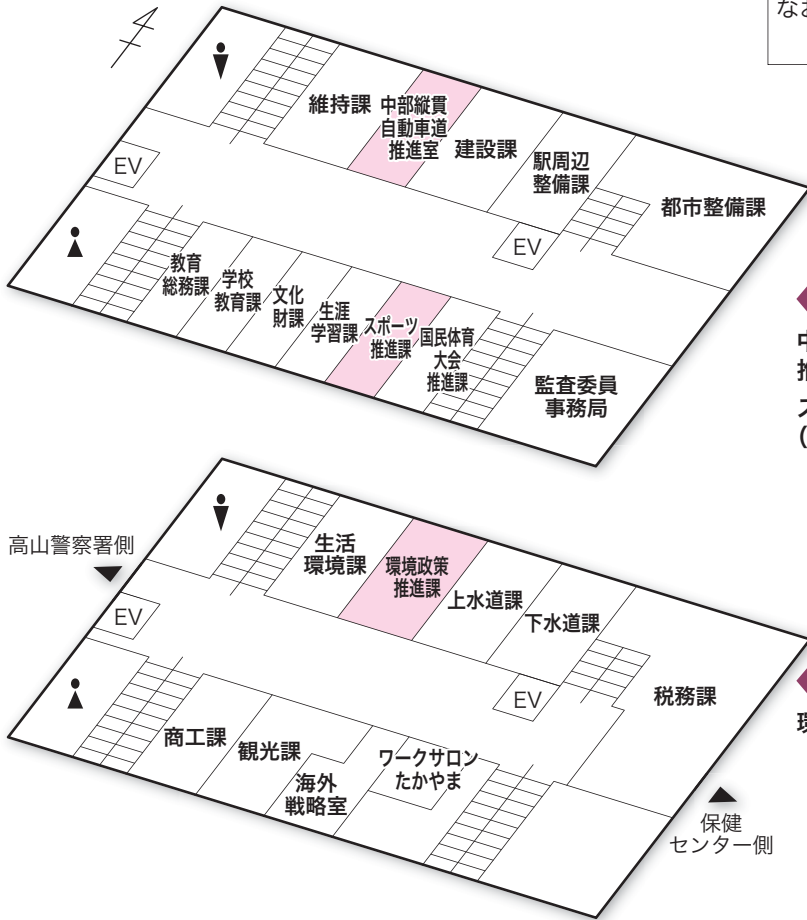 なお
維持課
中部縦貫
自動車道
推進室
建設課
駅周辺
整備課
都市整備課
EV
EV
教育
総務課
学校
教育課
文化
財課
生涯
学習課
スポーツ
推進課
国民体育
大会
推進課
監査委員
事務局
中
推
ス
(
高山警察署側
生活
環境課
環境政策
推進課
上水道課
下水道課
税務課
EV
EV
商工課
観光課
海外
戦略室
ワークサロン
たかやま
環
保健
センター側